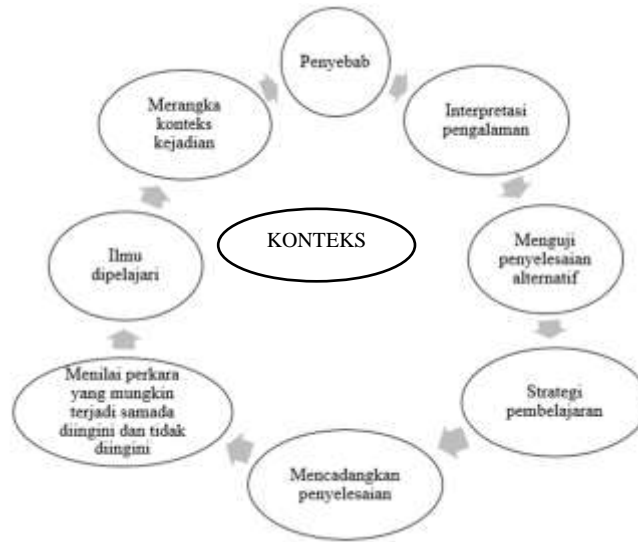 Penyebab
Interpretasi
pengalaman
Menguji
penyelesaian
alternatif
Strategi
pembelajaran
Mencadangkan
penyelesaian
Menilai perkara
yang mungkin
terjadi samada
diingini dan tidak
diingini
Ilmu
dipelajari
Merangka
konteks
kejadian
KONTEKS